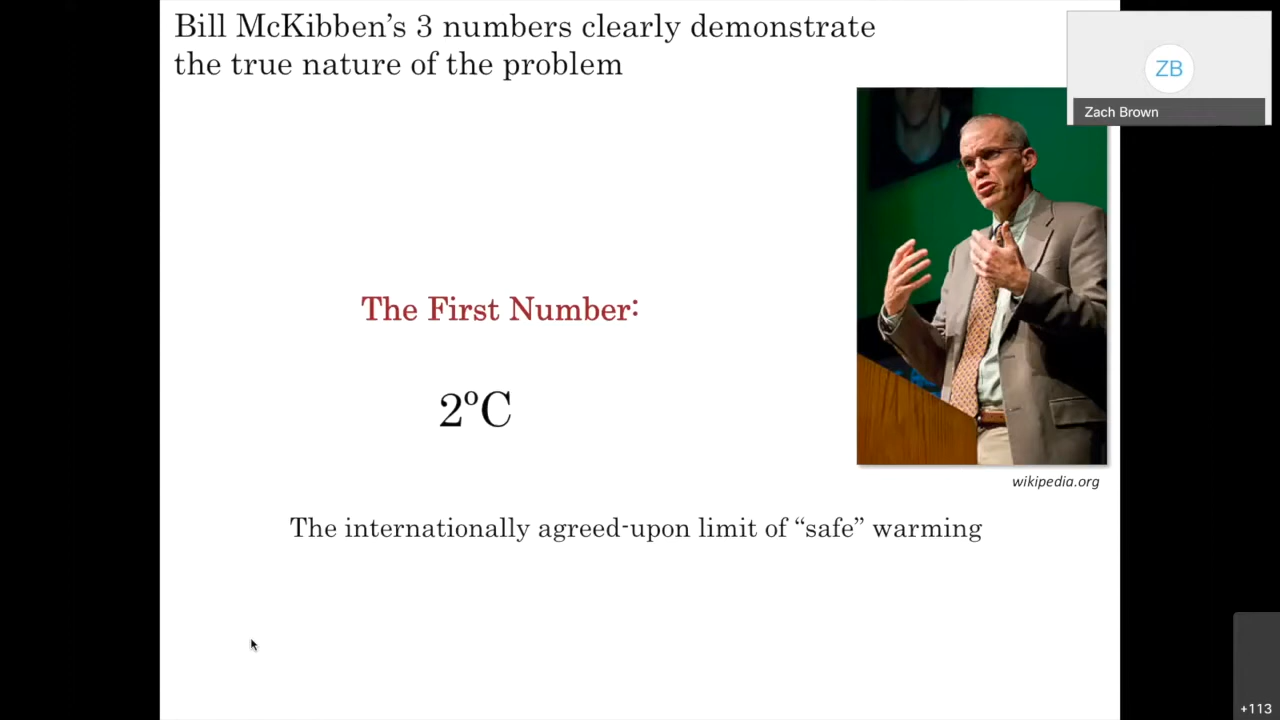 Bill McKibben’s 3 numbers clearly demonstrate
the true nature of the problem
ZB
Zach Brown
The First Number:
2ºC
wikipedia.org
The internationally agreed-upon limit of “safe” warming
+113